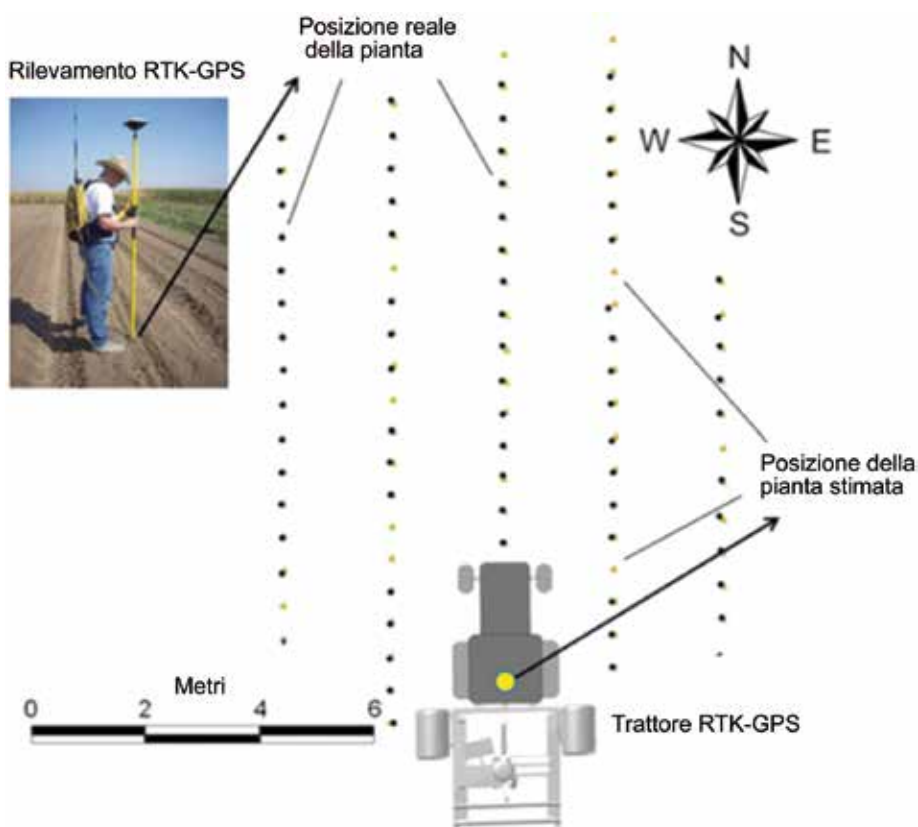 Posizione reale
della pianta
Rilevamento RTK-GPS
N
W
E
S
Posizione della
pianta stimata
Metri
0
2
4
6
Trattore RTK-GPS